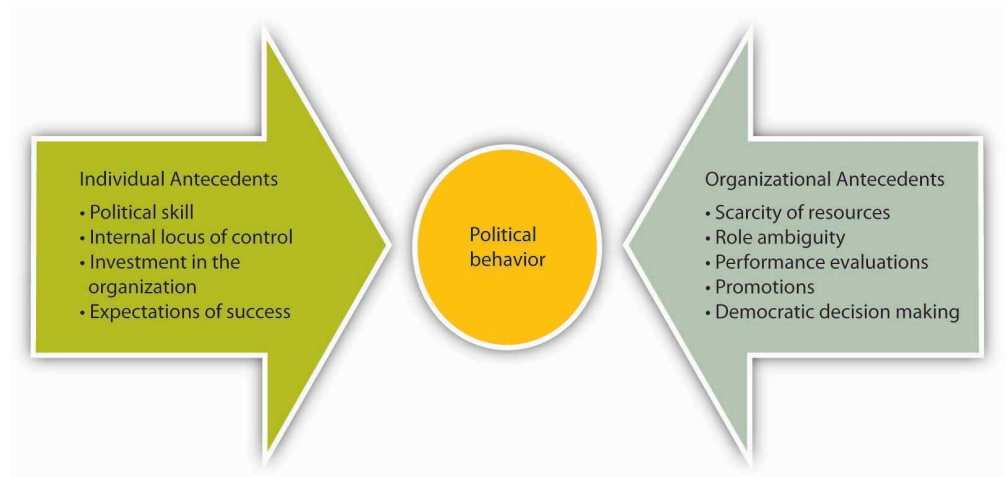 Individual Antecedents
• Political skill
• Internal locus of control
• Investment in the
organization
• Expectations of success
Political
behavior
Organizational Antecedents
• Scarcity of resources
• Role ambiguity
• Performance evaluations
• Promotions
• Democratic decision making